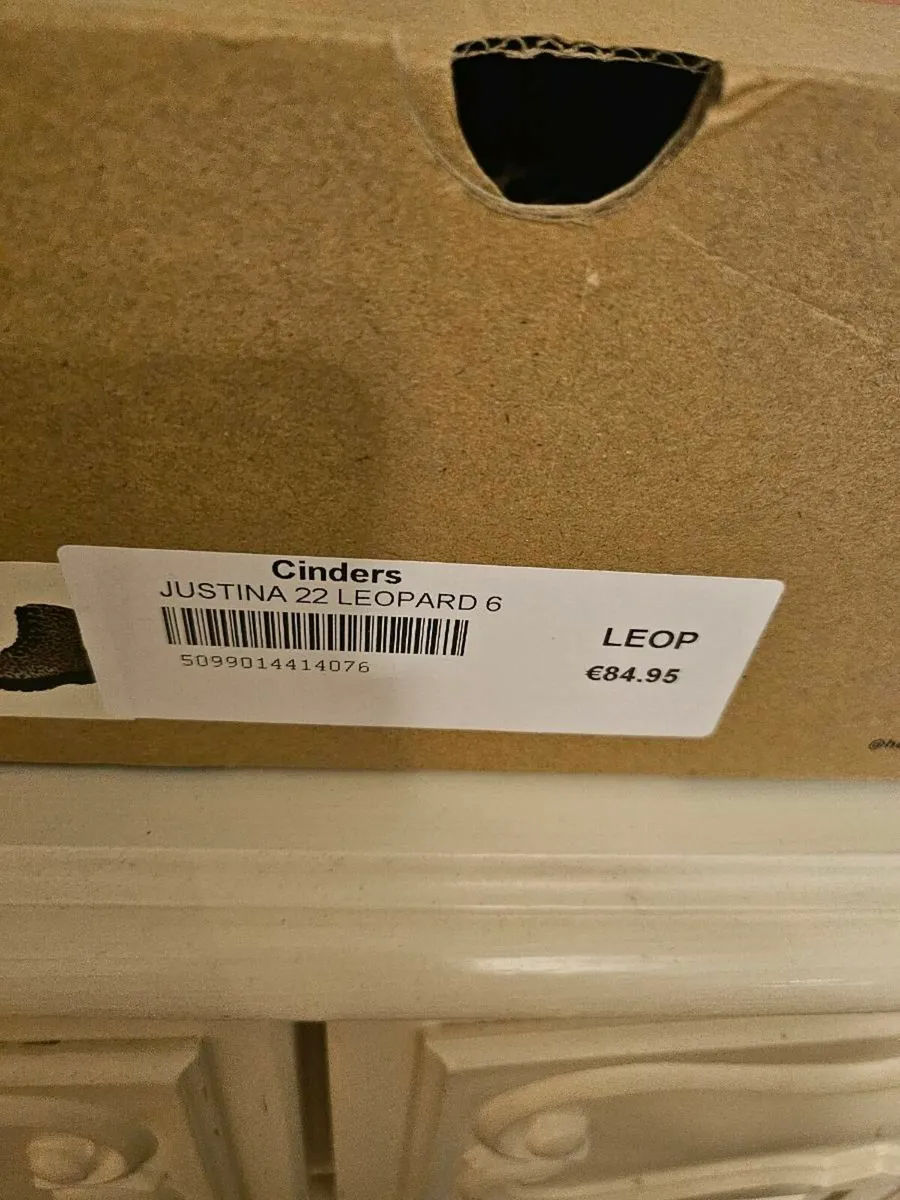 Cinders
JUSTINA 22 LEOPARD 6
5099014414076
LEOP
€84.95